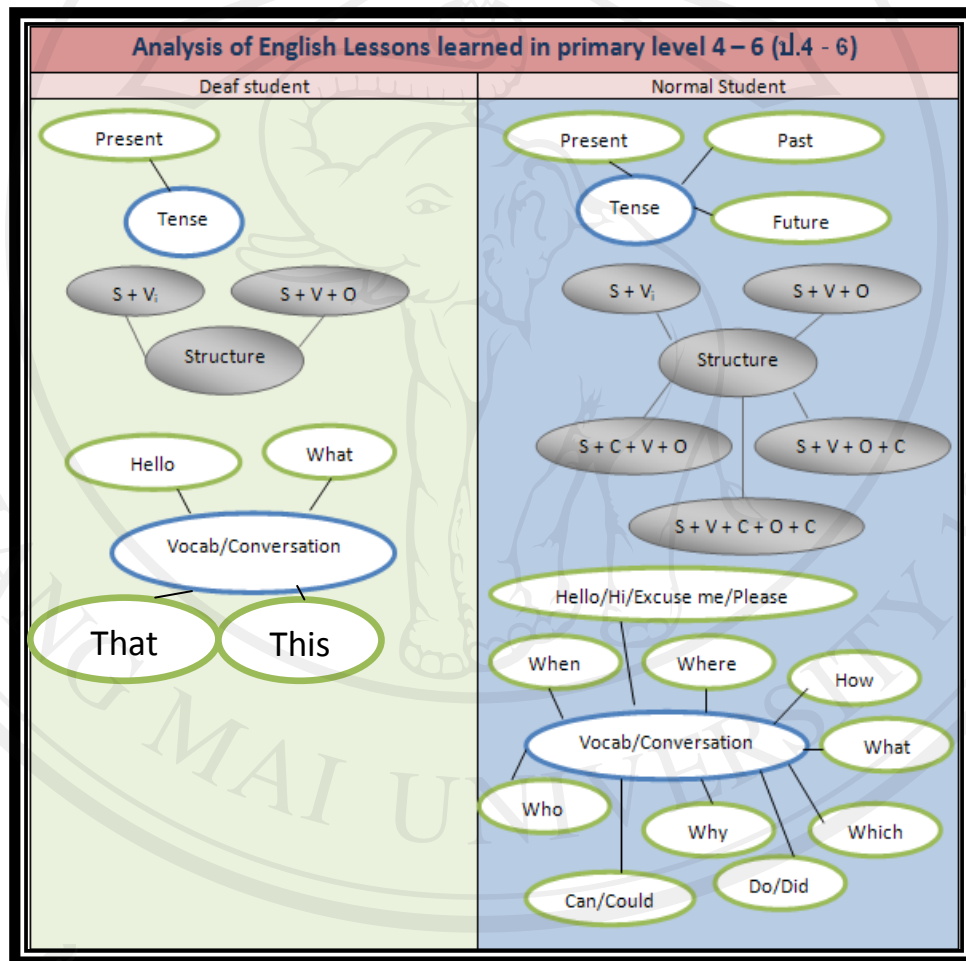 Analysis of English Lessons learned in primary level 4 – 6 (ป.4 - 6)
Deaf student
Normal Student
Present
Tense
S + Vᵢ
S + V + O
Structure
Hello
What
Vocab/Conversation
That
This
Present
Past
Tense
Future
S + Vᵢ
S + V + O
Structure
S + C + V + O
S + V + O + C
S + V + C + O + C
Hello/Hi/Excuse me/Please
When
Where
How
Vocab/Conversation
What
Who
Why
Which
Can/Could
Do/Did
MAI UNIVERSITY